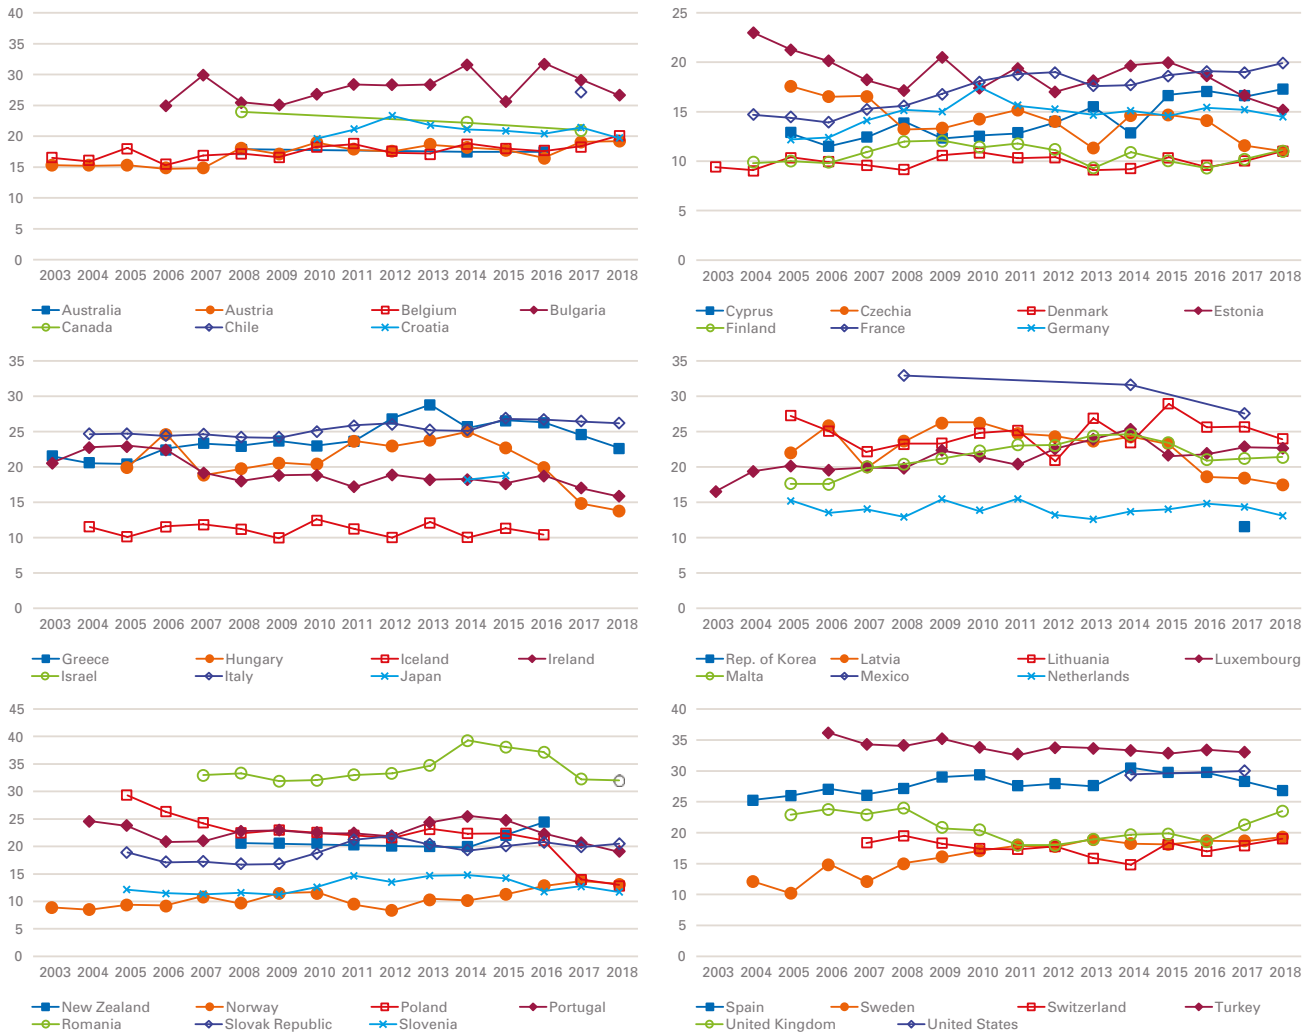 40
35
30
25
20
15
10
5
0
2003 2004 2005 2006 2007 2008 2009 2010 2011 2012 2013 2014 2015 2016 2017 2018
Australia Austria Belgium Bulgaria
Canada Chile Croatia
25
20
15
10
5
0
2003 2004 2005 2006 2007 2008 2009 2010 2011 2012 2013 2014 2015 2016 2017 2018
Cyprus Czechia Denmark Estonia
Finland France Germany
35
30
25
20
15
10
5
0
2003 2004 2005 2006 2007 2008 2009 2010 2011 2012 2013 2014 2015 2016 2017 2018
Greece Hungary Iceland Ireland
Israel Italy Japan
35
30
25
20
15
10
5
0
2003 2004 2005 2006 2007 2008 2009 2010 2011 2012 2013 2014 2015 2016 2017 2018
Rep. of Korea Latvia Lithuania Luxembourg
Malta Mexico Netherlands
45
40
35
30
25
20
15
10
5
0
2003 2004 2005 2006 2007 2008 2009 2010 2011 2012 2013 2014 2015 2016 2017 2018
New Zealand Norway Poland Portugal
Romania Slovak Republic Slovenia
40
35
30
25
20
15
10
5
0
2003 2004 2005 2006 2007 2008 2009 2010 2011 2012 2013 2014 2015 2016 2017 2018
Spain Sweden Switzerland Turkey
United Kingdom United States